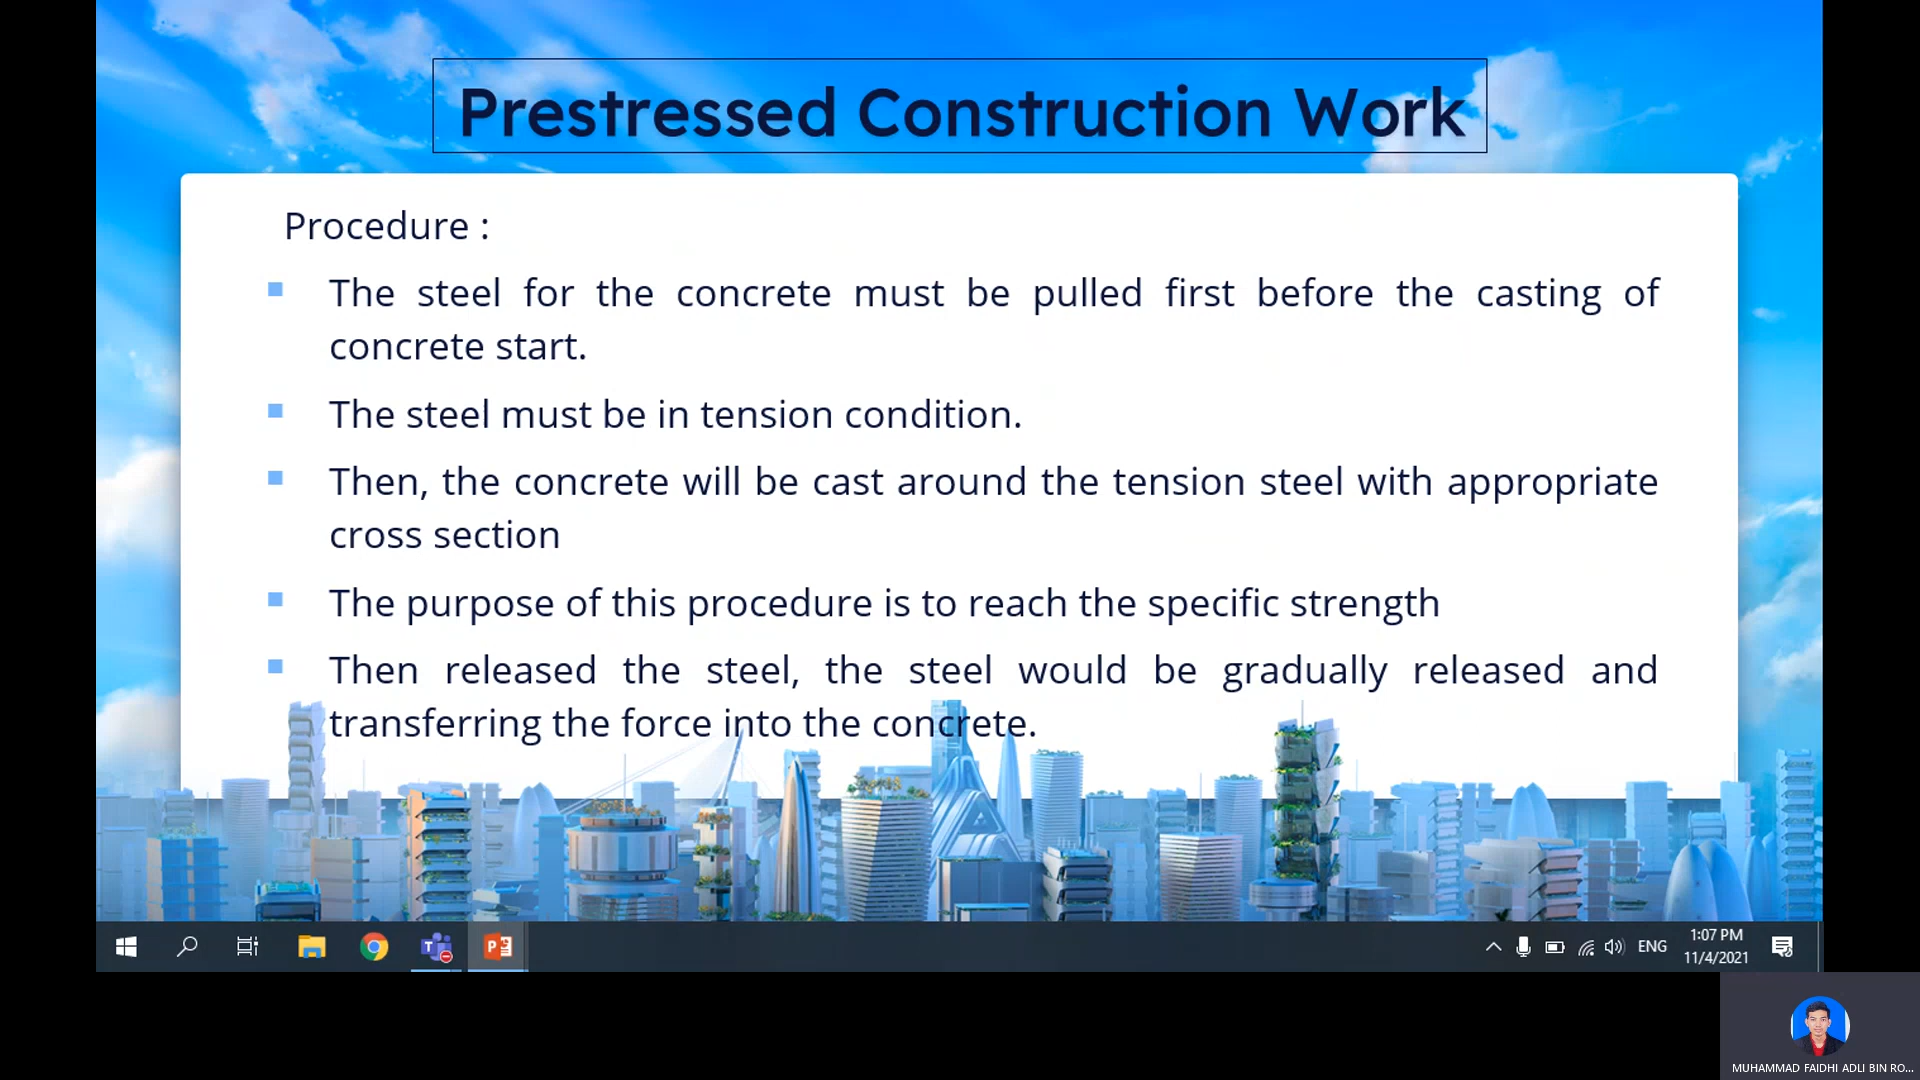 Prestressed Construction Work
Procedure :
The steel for the concrete must be pulled first before the casting of
concrete start.
The steel must be in tension condition.
Then, the concrete will be cast around the tension steel with appropriate
cross section
The purpose of this procedure is to reach the specific strength
Then released the steel, the steel would be gradually released and
transferring the force into the concrete.
ENG
1:07 PM
11/4/2021
MUHAMMAD FAIDHI ADLI BIN RO...